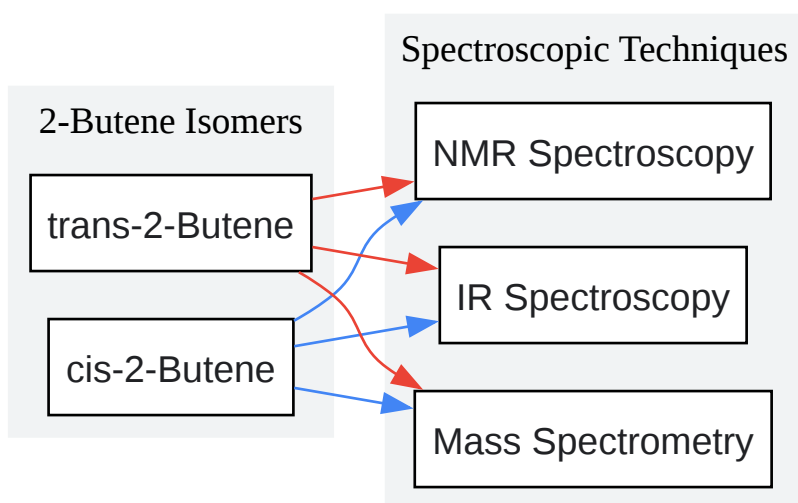 2-Butene Isomers
trans-2-Butene
cis-2-Butene
Spectroscopic Techniques
NMR Spectroscopy
IR Spectroscopy
Mass Spectrometry